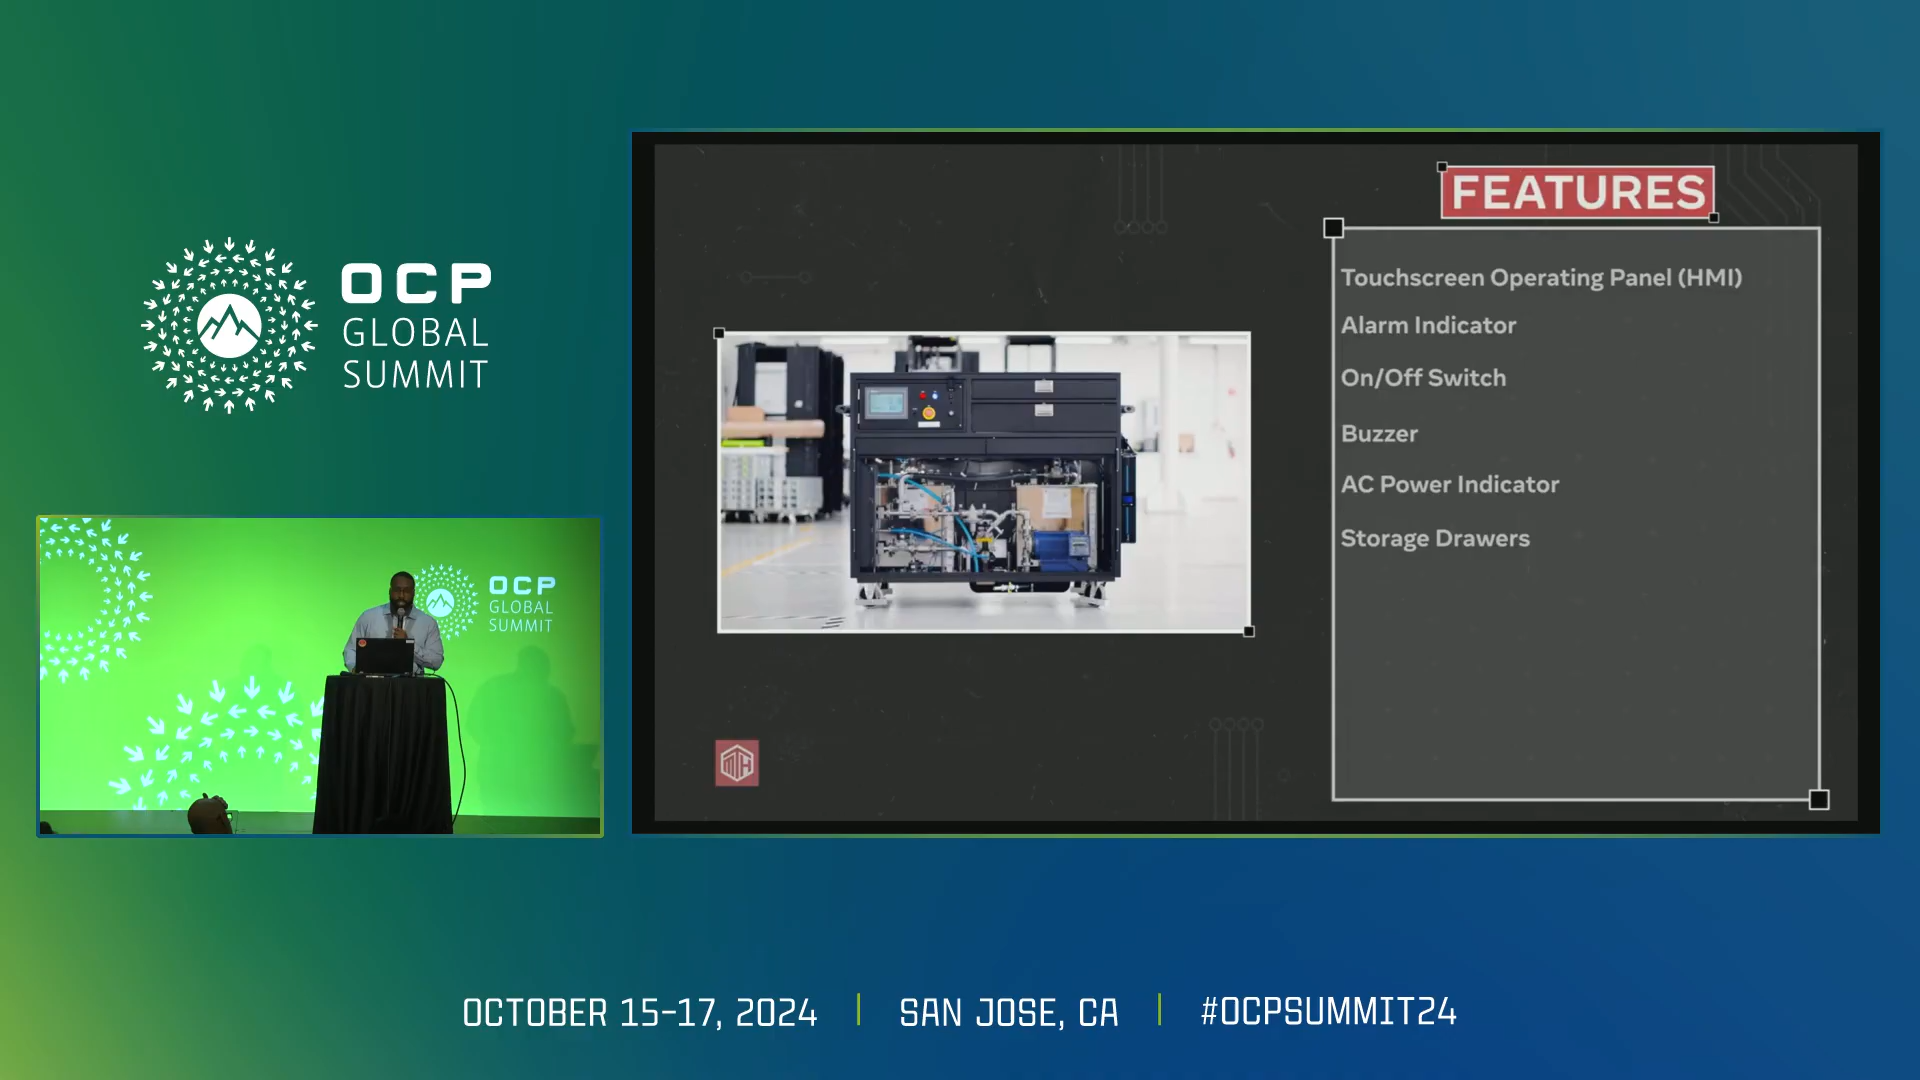 OCP
GLOBAL
SUMMIT
OCP
GLOBAL
SUMMIT
FEATURES
Touchscreen Operating Panel (HMI)
Alarm Indicator
On/Off Switch
Buzzer
AC Power Indicator
Storage Drawers
OCTOBER 15-17, 2024
SAN JOSE, CA
#OCPSUMMIT24